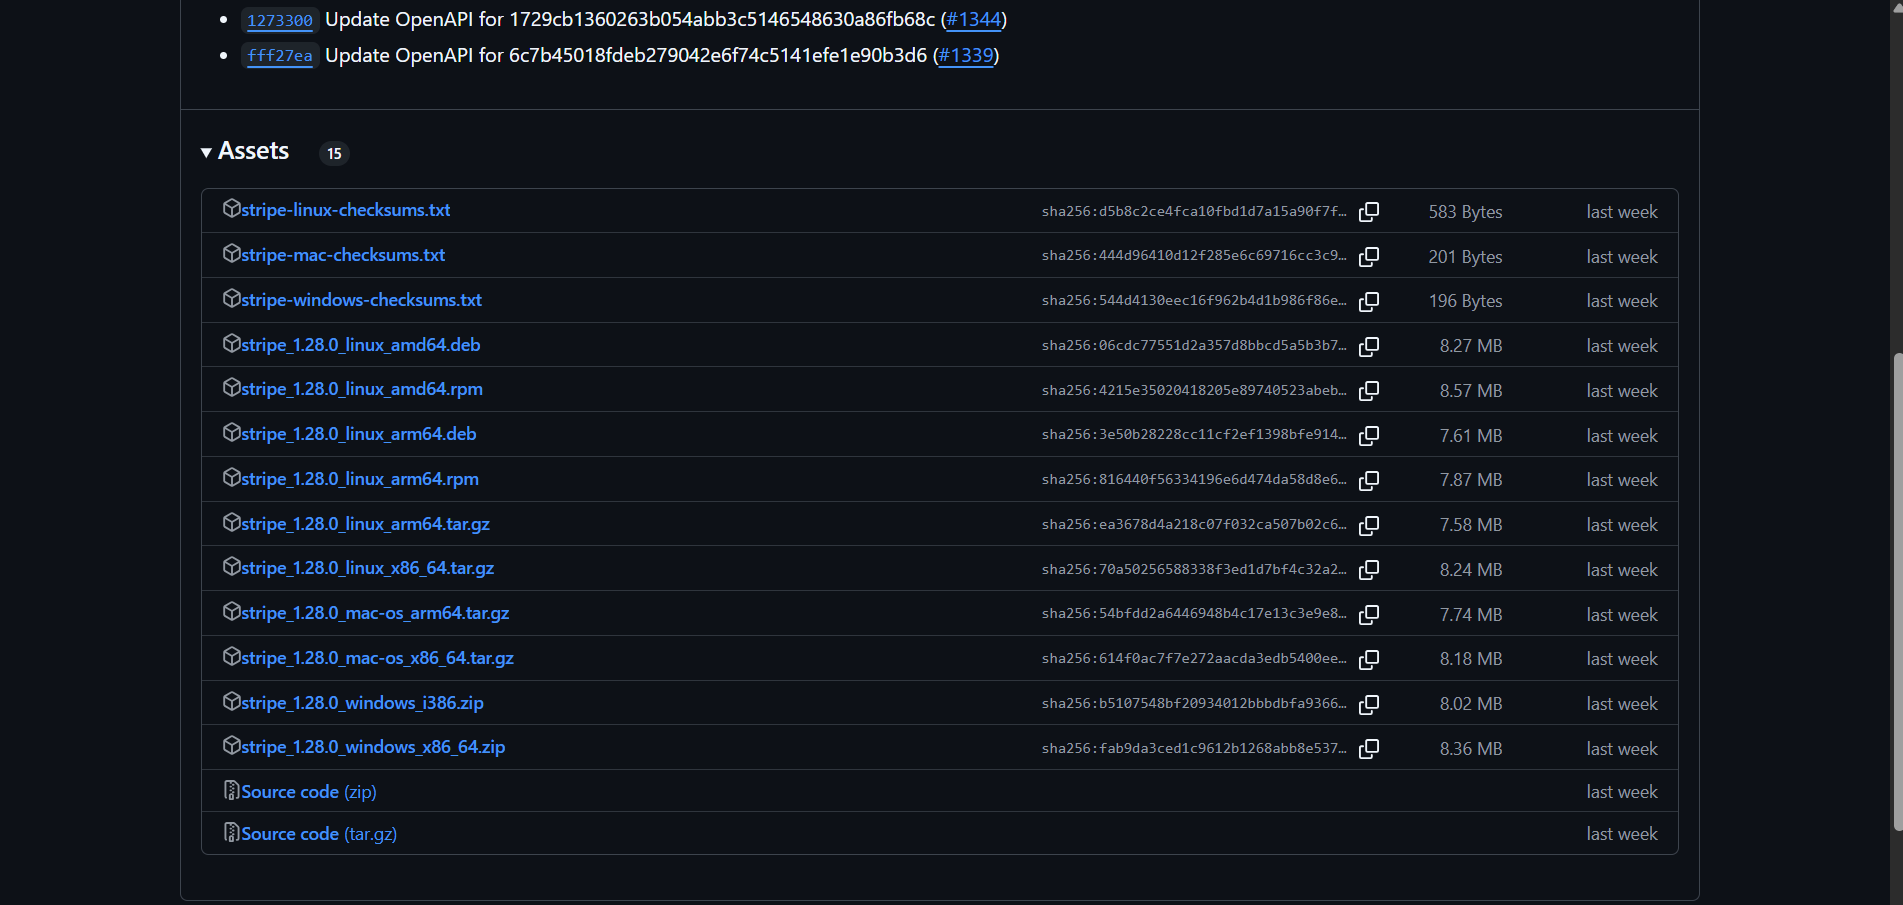 1273300 Update OpenAPI for 1729cb1360263b054abb3c5146548630a86fb68c (#1344)
fff27ea Update OpenAPI for 6c7b45018fdeb279042e6f74c5141efe1e90b3d6 (#1339)
Assets 15
stripe-linux-checksums.txt sha256:d5b8c2ce4fca10fbd1d7a15a90f7f… 583 Bytes last week
stripe-mac-checksums.txt sha256:444d96410d12f285e6c69716cc3c9… 201 Bytes last week
stripe-windows-checksums.txt sha256:544d4130eec16f962b4d1b986f86e… 196 Bytes last week
stripe_1.28.0_linux_amd64.deb sha256:06cdc77551d2a357d8bbcd5a5b3b7… 8.27 MB last week
stripe_1.28.0_linux_amd64.rpm sha256:4215e35020418205e89740523abeb… 8.57 MB last week
stripe_1.28.0_linux_arm64.deb sha256:3e50b28228cc11cf2ef1398bfe914… 7.61 MB last week
stripe_1.28.0_linux_arm64.rpm sha256:816440f56334196e6d474da58d8e6… 7.87 MB last week
stripe_1.28.0_linux_arm64.tar.gz sha256:ea3678d4a218c07f032ca507b02c6… 7.58 MB last week
stripe_1.28.0_linux_x86_64.tar.gz sha256:70a50256588338f3ed1d7bf4c32a2… 8.24 MB last week
stripe_1.28.0_mac-os_arm64.tar.gz sha256:54bfdd2a6446948b4c17e13c3e9e8… 7.74 MB last week
stripe_1.28.0_mac-os_x86_64.tar.gz sha256:614f0ac7f7e272aacda3edb5400ee… 8.18 MB last week
stripe_1.28.0_windows_i386.zip sha256:b5107548bf20934012bbbdbfa9366… 8.02 MB last week
stripe_1.28.0_windows_x86_64.zip sha256:fab9da3ced1c9612b1268abb8e537… 8.36 MB last week
Source code (zip) last week
Source code (tar.gz) last week